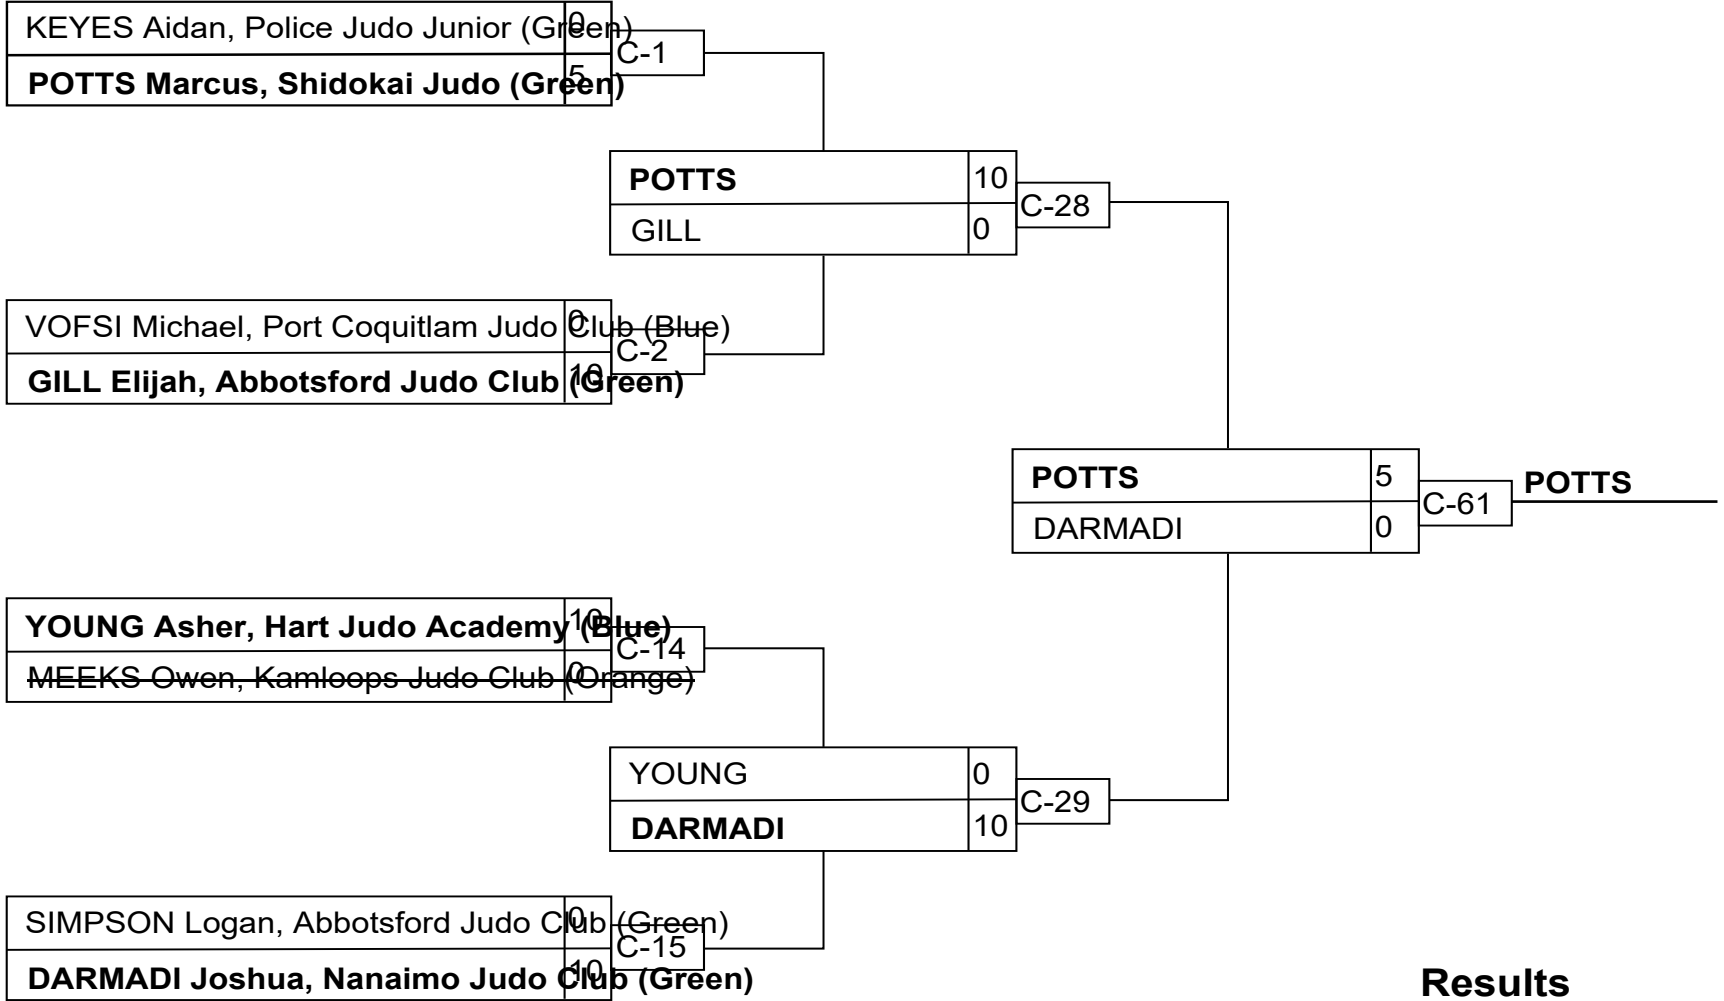 KEYES Aidan, Police Judo Junior (Green) 0
C-1
POTTS Marcus, Shidokai Judo (Green) 5
POTTS 10
C-28
GILL 0
VOFSI Michael, Port Coquitlam Judo Club (Blue) 0
C-2
GILL Elijah, Abbotsford Judo Club (Green) 10
POTTS 5
C-61
POTTS
DARMADI 0
YOUNG Asher, Hart Judo Academy (Blue) 10
C-14
MEEKS Owen, Kamloops Judo Club (Orange) 0
YOUNG 0
C-29
DARMADI 10
SIMPSON Logan, Abbotsford Judo Club (Green) 0
C-15
DARMADI Joshua, Nanaimo Judo Club (Green) 10
Results